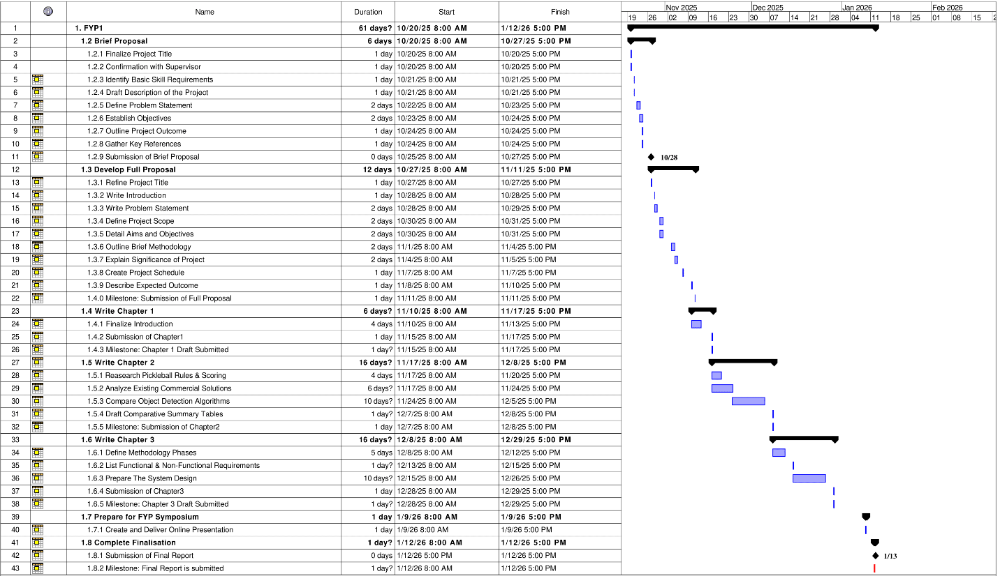 Name Duration Start Finish Nov 2025 Dec 2025 Jan 2026 Feb 2026
19 26 02 09 16 23 30 07 14 21 28 04 11 18 25 01 08 15 2
1 1. FYP1 61 days? 10/20/25 8:00 AM 1/12/26 5:00 PM
2 1.2 Brief Proposal 6 days 10/20/25 8:00 AM 10/27/25 5:00 PM
3 1.2.1 Finalize Project Title 1 day 10/20/25 8:00 AM 10/20/25 5:00 PM
4 1.2.2 Confirmation with Supervisor 1 day 10/20/25 8:00 AM 10/20/25 5:00 PM
5 1.2.3 Identify Basic Skill Requirements 1 day 10/21/25 8:00 AM 10/21/25 5:00 PM
6 1.2.4 Draft Description of the Project 1 day 10/21/25 8:00 AM 10/21/25 5:00 PM
7 1.2.5 Define Problem Statement 2 days 10/22/25 8:00 AM 10/23/25 5:00 PM
8 1.2.6 Establish Objectives 2 days 10/23/25 8:00 AM 10/24/25 5:00 PM
9 1.2.7 Outline Project Outcome 1 day 10/24/25 8:00 AM 10/24/25 5:00 PM
10 1.2.8 Gather Key References 1 day 10/24/25 8:00 AM 10/24/25 5:00 PM
11 1.2.9 Submission of Brief Proposal 0 days 10/25/25 8:00 AM 10/27/25 5:00 PM 10/28
12 1.3 Develop Full Proposal 12 days 10/27/25 8:00 AM 11/11/25 5:00 PM
13 1.3.1 Refine Project Title 1 day 10/27/25 8:00 AM 10/27/25 5:00 PM
14 1.3.2 Write Introduction 1 day 10/28/25 8:00 AM 10/28/25 5:00 PM
15 1.3.3 Write Problem Statement 2 days 10/28/25 8:00 AM 10/29/25 5:00 PM
16 1.3.4 Define Project Scope 2 days 10/30/25 8:00 AM 10/31/25 5:00 PM
17 1.3.5 Detail Aims and Objectives 2 days 10/30/25 8:00 AM 10/31/25 5:00 PM
18 1.3.6 Outline Brief Methodology 2 days 11/1/25 8:00 AM 11/4/25 5:00 PM
19 1.3.7 Explain Significance of Project 2 days 11/4/25 8:00 AM 11/5/25 5:00 PM
20 1.3.8 Create Project Schedule 1 day 11/7/25 8:00 AM 11/7/25 5:00 PM
21 1.3.9 Describe Expected Outcome 1 day 11/8/25 8:00 AM 11/10/25 5:00 PM
22 1.4.0 Milestone: Submission of Full Proposal 1 day 11/11/25 8:00 AM 11/11/25 5:00 PM
23 1.4 Write Chapter 1 6 days? 11/10/25 8:00 AM 11/17/25 5:00 PM
24 1.4.1 Finalize Introduction 4 days 11/10/25 8:00 AM 11/13/25 5:00 PM
25 1.4.2 Submission of Chapter1 1 day 11/15/25 8:00 AM 11/17/25 5:00 PM
26 1.4.3 Milestone: Chapter 1 Draft Submitted 1 day? 11/15/25 8:00 AM 11/17/25 5:00 PM
27 1.5 Write Chapter 2 16 days? 11/17/25 8:00 AM 12/8/25 5:00 PM
28 1.5.1 Reasearch Pickleball Rules & Scoring 4 days 11/17/25 8:00 AM 11/20/25 5:00 PM
29 1.5.2 Analyze Existing Commercial Solutions 6 days? 11/17/25 8:00 AM 11/24/25 5:00 PM
30 1.5.3 Compare Object Detection Algorithms 10 days? 11/24/25 8:00 AM 12/5/25 5:00 PM
31 1.5.4 Draft Comparative Summary Tables 1 day? 12/7/25 8:00 AM 12/8/25 5:00 PM
32 1.5.5 Milestone: Submission of Chapter2 1 day 12/7/25 8:00 AM 12/8/25 5:00 PM
33 1.6 Write Chapter 3 16 days? 12/8/25 8:00 AM 12/29/25 5:00 PM
34 1.6.1 Define Methodology Phases 5 days 12/8/25 8:00 AM 12/12/25 5:00 PM
35 1.6.2 List Functional & Non-Functional Requirements 1 day? 12/13/25 8:00 AM 12/15/25 5:00 PM
36 1.6.3 Prepare The System Design 10 days? 12/15/25 8:00 AM 12/26/25 5:00 PM
37 1.6.4 Submission of Chapter3 1 day 12/28/25 8:00 AM 12/29/25 5:00 PM
38 1.6.5 Milestone: Chapter 3 Draft Submitted 1 day? 12/28/25 8:00 AM 12/29/25 5:00 PM
39 1.7 Prepare for FYP Symposium 1 day 1/9/26 8:00 AM 1/9/26 5:00 PM
40 1.7.1 Create and Deliver Online Presentation 1 day 1/9/26 8:00 AM 1/9/26 5:00 PM
41 1.8 Complete Finalisation 1 day? 1/12/26 8:00 AM 1/12/26 5:00 PM
42 1.8.1 Submission of Final Report 0 days 1/12/26 5:00 PM 1/12/26 5:00 PM 1/13
43 1.8.2 Milestone: Final Report is submitted 1 day? 1/12/26 8:00 AM 1/12/26 5:00 PM